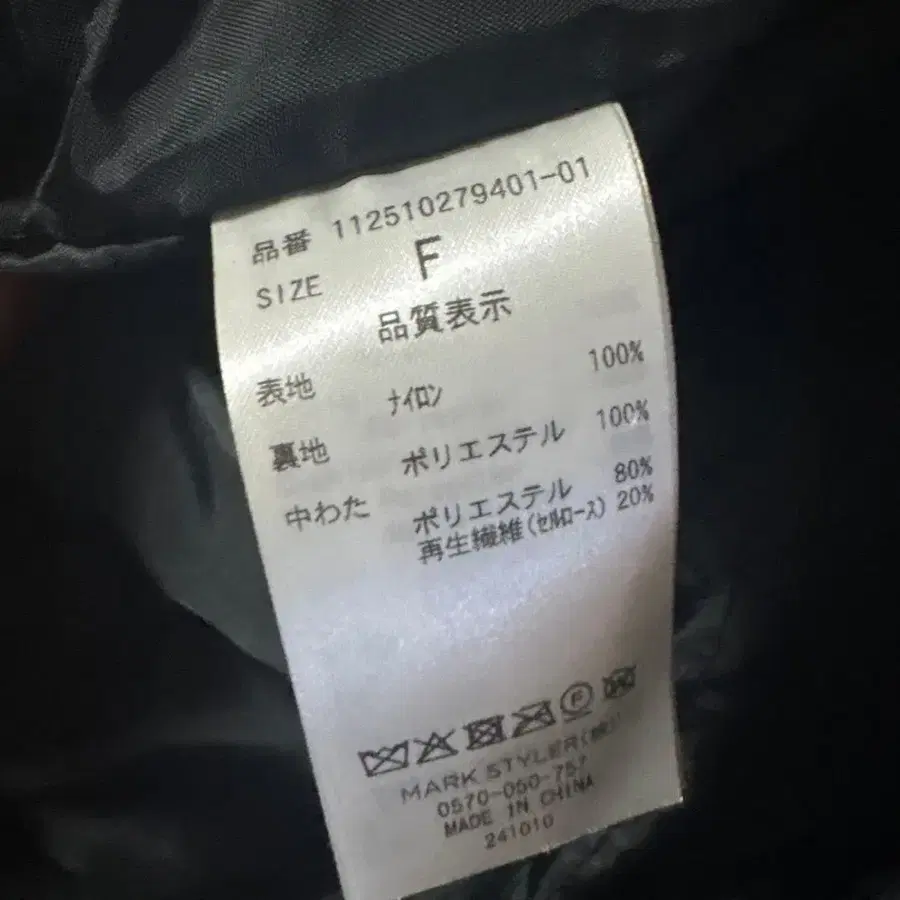 品番 112510279401-01
SIZE F
品質表示
表地 ナイロン 100%
裏地 ポリエステル 100%
中わた ポリエステル 80%
再生繊維(セルロース) 20%
F W
MARK STYLER(株)
0570-050-757
MADE IN CHINA
241010